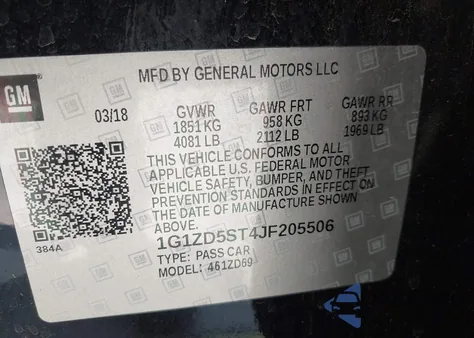 GM
MFD BY GENERAL MOTORS LLC
03/18 GVWR GAWR FRT GAWR RR
1851 KG 958 KG 893 KG
4081 LB 2112 LB 1969 LB
THIS VEHICLE CONFORMS TO ALL
APPLICABLE U.S. FEDERAL MOTOR
VEHICLE SAFETY, BUMPER, AND THEFT
PREVENTION STANDARDS IN EFFECT ON
THE DATE OF MANUFACTURE SHOWN
ABOVE.
384A
1G1ZD5ST4JF205506
TYPE: PASS CAR
MODEL: 461ZD69